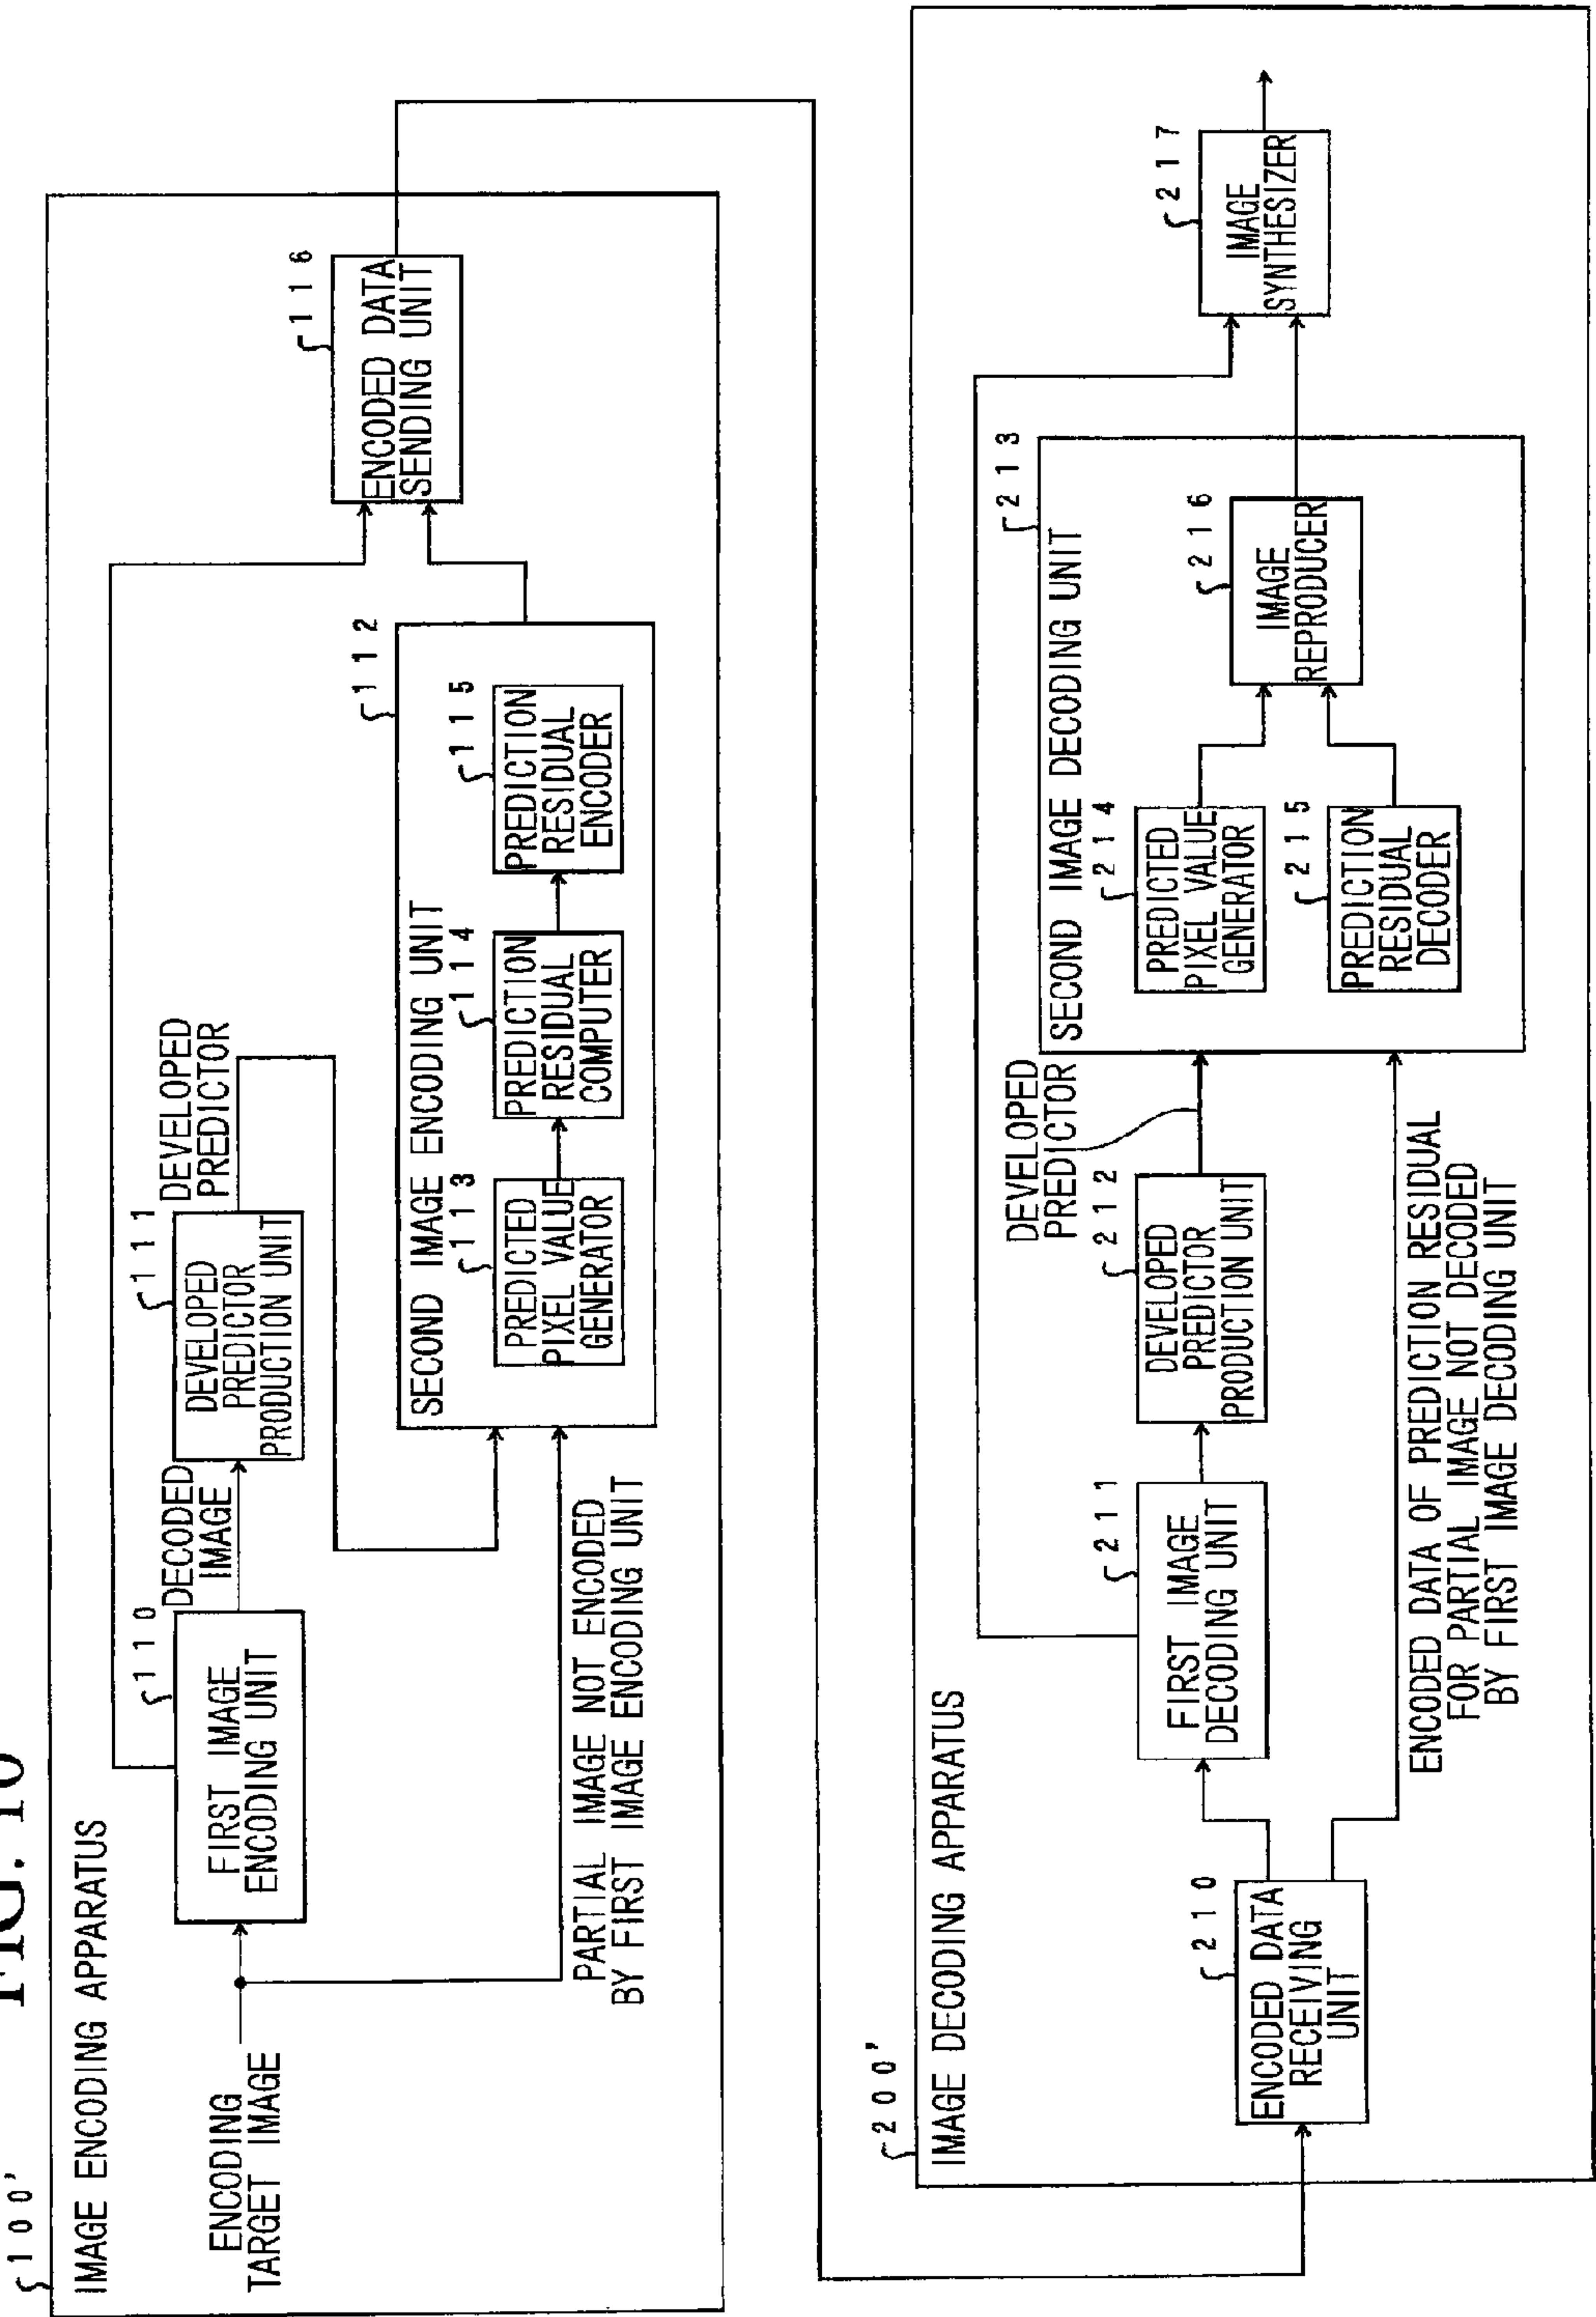 FIG. 10
100'
IMAGE ENCODING APPARATUS
ENCODING
TARGET IMAGE
110
FIRST IMAGE
ENCODING UNIT
DECODED
IMAGE
111
DEVELOPED
PREDICTOR
PRODUCTION UNIT
DEVELOPED
PREDICTOR
PARTIAL IMAGE NOT ENCODED
BY FIRST IMAGE ENCODING UNIT
112
SECOND IMAGE ENCODING UNIT
113
PREDICTED
PIXEL VALUE
GENERATOR
114
PREDICTION
RESIDUAL
COMPUTER
115
PREDICTION
RESIDUAL
ENCODER
116
ENCODED DATA
SENDING UNIT
200'
IMAGE DECODING APPARATUS
210
ENCODED DATA
RECEIVING
UNIT
211
FIRST IMAGE
DECODING UNIT
212
DEVELOPED
PREDICTOR
PRODUCTION UNIT
DEVELOPED
PREDICTOR
ENCODED DATA OF PREDICTION RESIDUAL
FOR PARTIAL IMAGE NOT DECODED
BY FIRST IMAGE DECODING UNIT
213
SECOND IMAGE DECODING UNIT
214
PREDICTED
PIXEL VALUE
GENERATOR
215
PREDICTION
RESIDUAL
DECODER
216
IMAGE
REPRODUCER
217
IMAGE
SYNTHESIZER